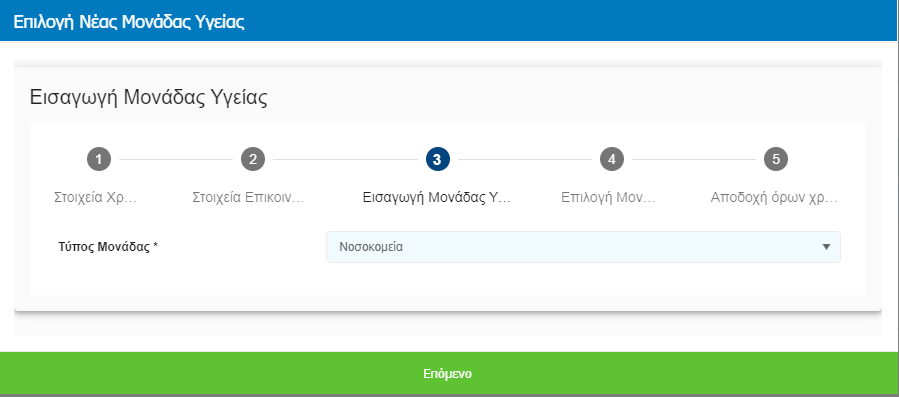 Επιλογή Νέας Μονάδας Υγείας
Εισαγωγή Μονάδας Υγείας
1 2 3 4 5
Στοιχεία Χρ... Στοιχεία Επικοιν... Εισαγωγή Μονάδας Υ... Επιλογή Μον... Αποδοχή όρων χρ...
Τύπος Μονάδας * Νοσοκομεία
Επόμενο